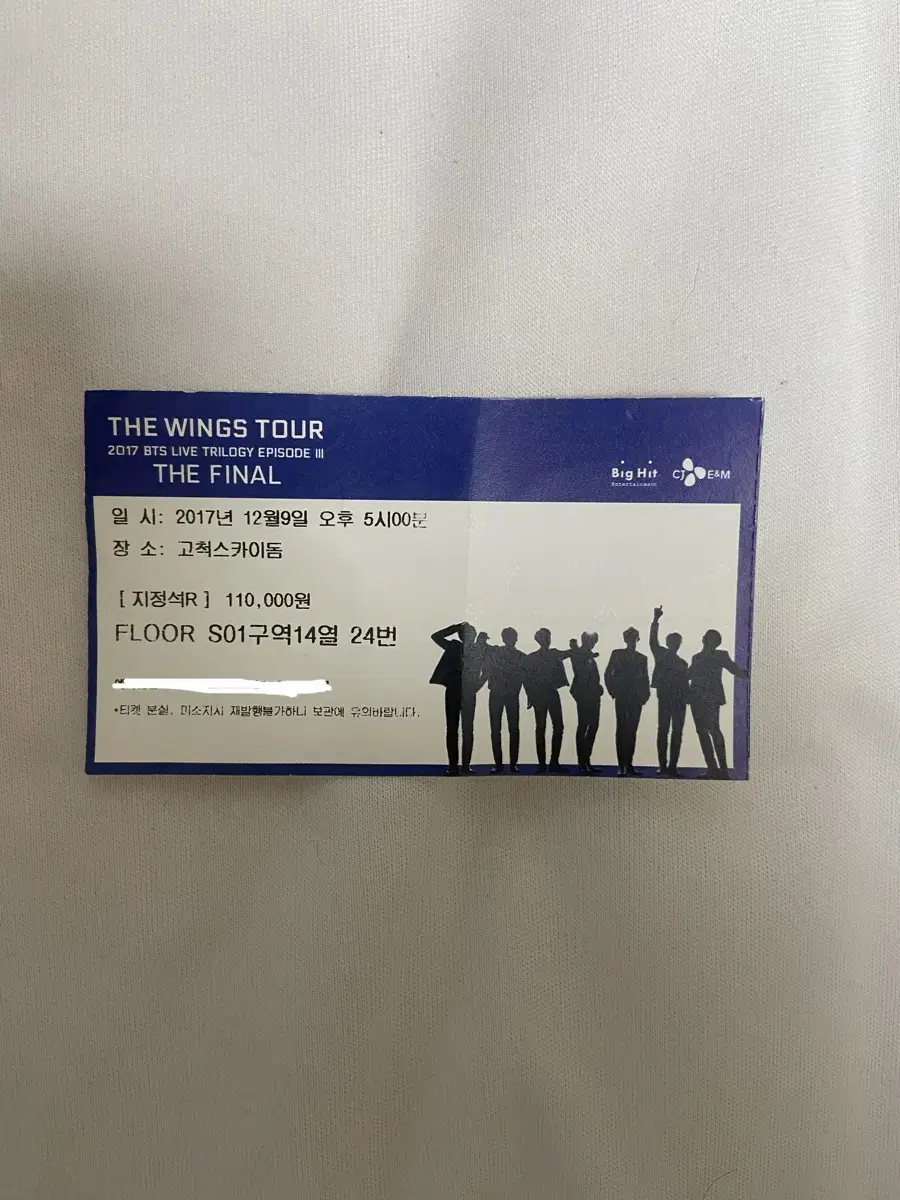 THE WINGS TOUR
2017 BTS LIVE TRILOGY EPISODE III
THE FINAL
Big Hit
Entertainment
CJ E&M
일 시: 2017년 12월9일 오후 5시00분
장 소: 고척스카이돔
[ 지정석R ] 110,000원
FLOOR S01구역14열 24번
*티켓 분실, 미소지시 재발행불가하니 보관에 유의바랍니다.